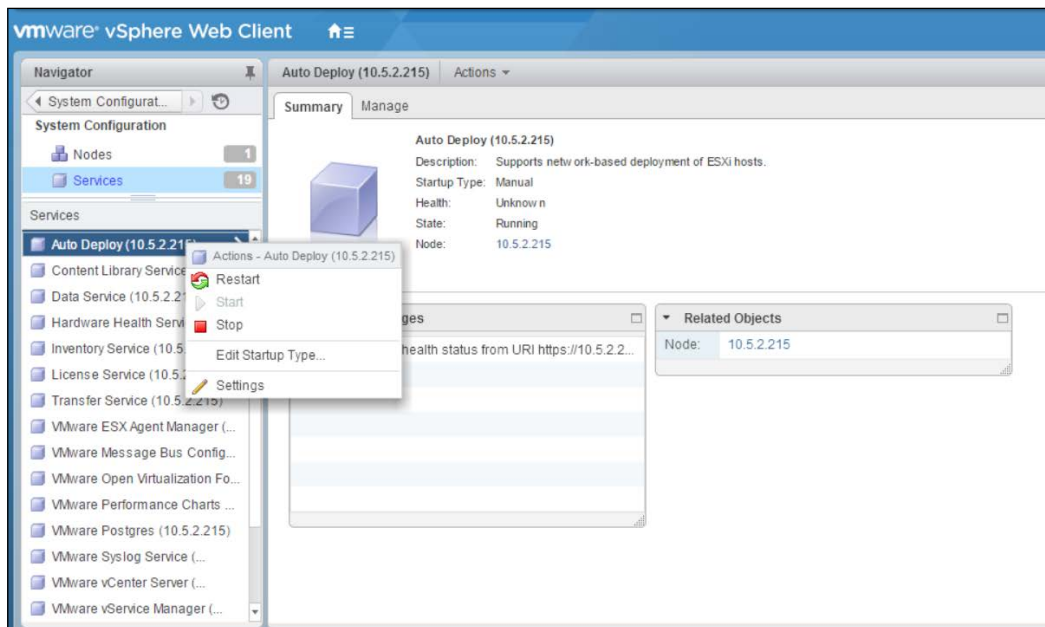 vmware® vSphere Web Client
Navigator
System Configurat...
System Configuration
Nodes 1
Services 19
Services
Auto Deploy (10.5.2.215)
Content Library Service
Data Service (10.5.2.21
Hardware Health Servi
Inventory Service (10.5.
License Service (10.5.2
Transfer Service (10.5.2.215)
VMware ESX Agent Manager (...
VMware Message Bus Config...
VMware Open Virtualization Fo...
VMware Performance Charts ...
VMware Postgres (10.5.2.215)
VMware Syslog Service (...
VMware vCenter Server (...
VMware vService Manager (...
Actions - Auto Deploy (10.5.2.215)
Restart
Start
Stop
Edit Startup Type...
Settings
Auto Deploy (10.5.2.215) Actions
Summary Manage
Auto Deploy (10.5.2.215)
Description: Supports network-based deployment of ESXi hosts.
Startup Type: Manual
Health: Unknown
State: Running
Node: 10.5.2.215
ges
health status from URI https://10.5.2.2...
Related Objects
Node: 10.5.2.215